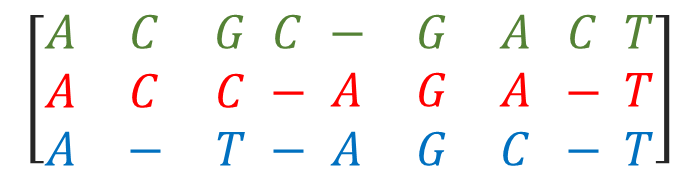 A C G C − G A C T
A C C − A G A − T
A − T − A G C − T